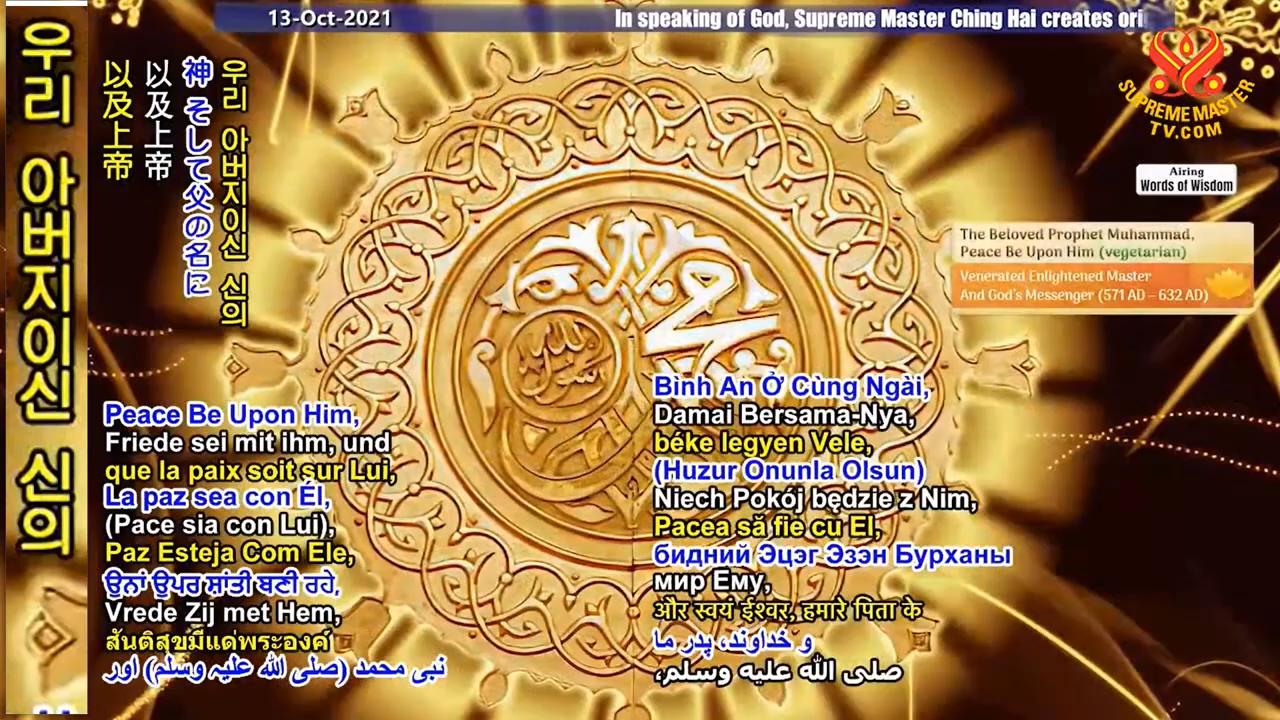 13-Oct-2021
In speaking of God, Supreme Master Ching Hai creates ori
SUPREME MASTER
TV.COM
Airing
Words of Wisdom
The Beloved Prophet Muhammad,
Peace Be Upon Him (vegetarian)
Venerated Enlightened Master
And God's Messenger (571 AD – 632 AD)
우리 아버지이신 신의
우리 아버지이신 신의
神 そして父の名に
以及上帝
以及上帝
Peace Be Upon Him,
Friede sei mit ihm, und
que la paix soit sur Lui,
La paz sea con Él,
(Pace sia con Lui),
Paz Esteja Com Ele,
ਉਨਾਂ ਉਪਰ ਸ਼ਾਂਤੀ ਬਣੀ ਰਹੇ,
Vrede Zij met Hem,
สันติสุขมีแด่พระองค์
نبی محمد (صلی اللہ علیہ وسلم) اور
Bình An Ở Cùng Ngài,
Damai Bersama-Nya,
béke legyen Vele,
(Huzur Onunla Olsun)
Niech Pokój będzie z Nim,
Pacea să fie cu El,
бидний Эцэг Эзэн Бурханы
мир Ему,
और स्वयं ईश्वर, हमारे पिता के
و خداوند، پدر ما
صلى الله عليه وسلم،
محمد